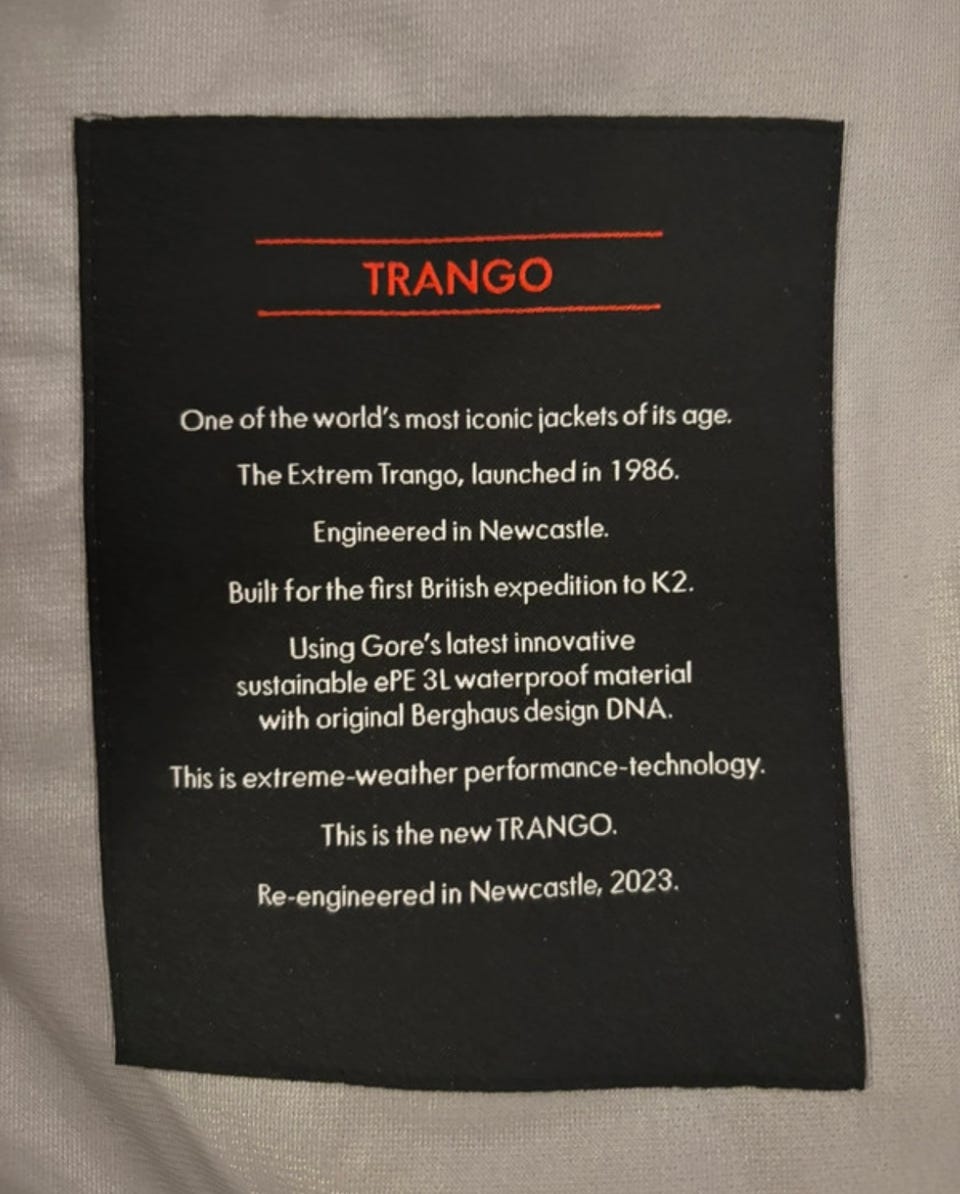 TRANGO
One of the world's most iconic jackets of its age.
The Extrem Trango, launched in 1986.
Engineered in Newcastle.
Built for the first British expedition to K2.
Using Gore's latest innovative
sustainable ePE 3L waterproof material
with original Berghaus design DNA.
This is extreme-weather performance-technology.
This is the new TRANGO.
Re-engineered in Newcastle, 2023.